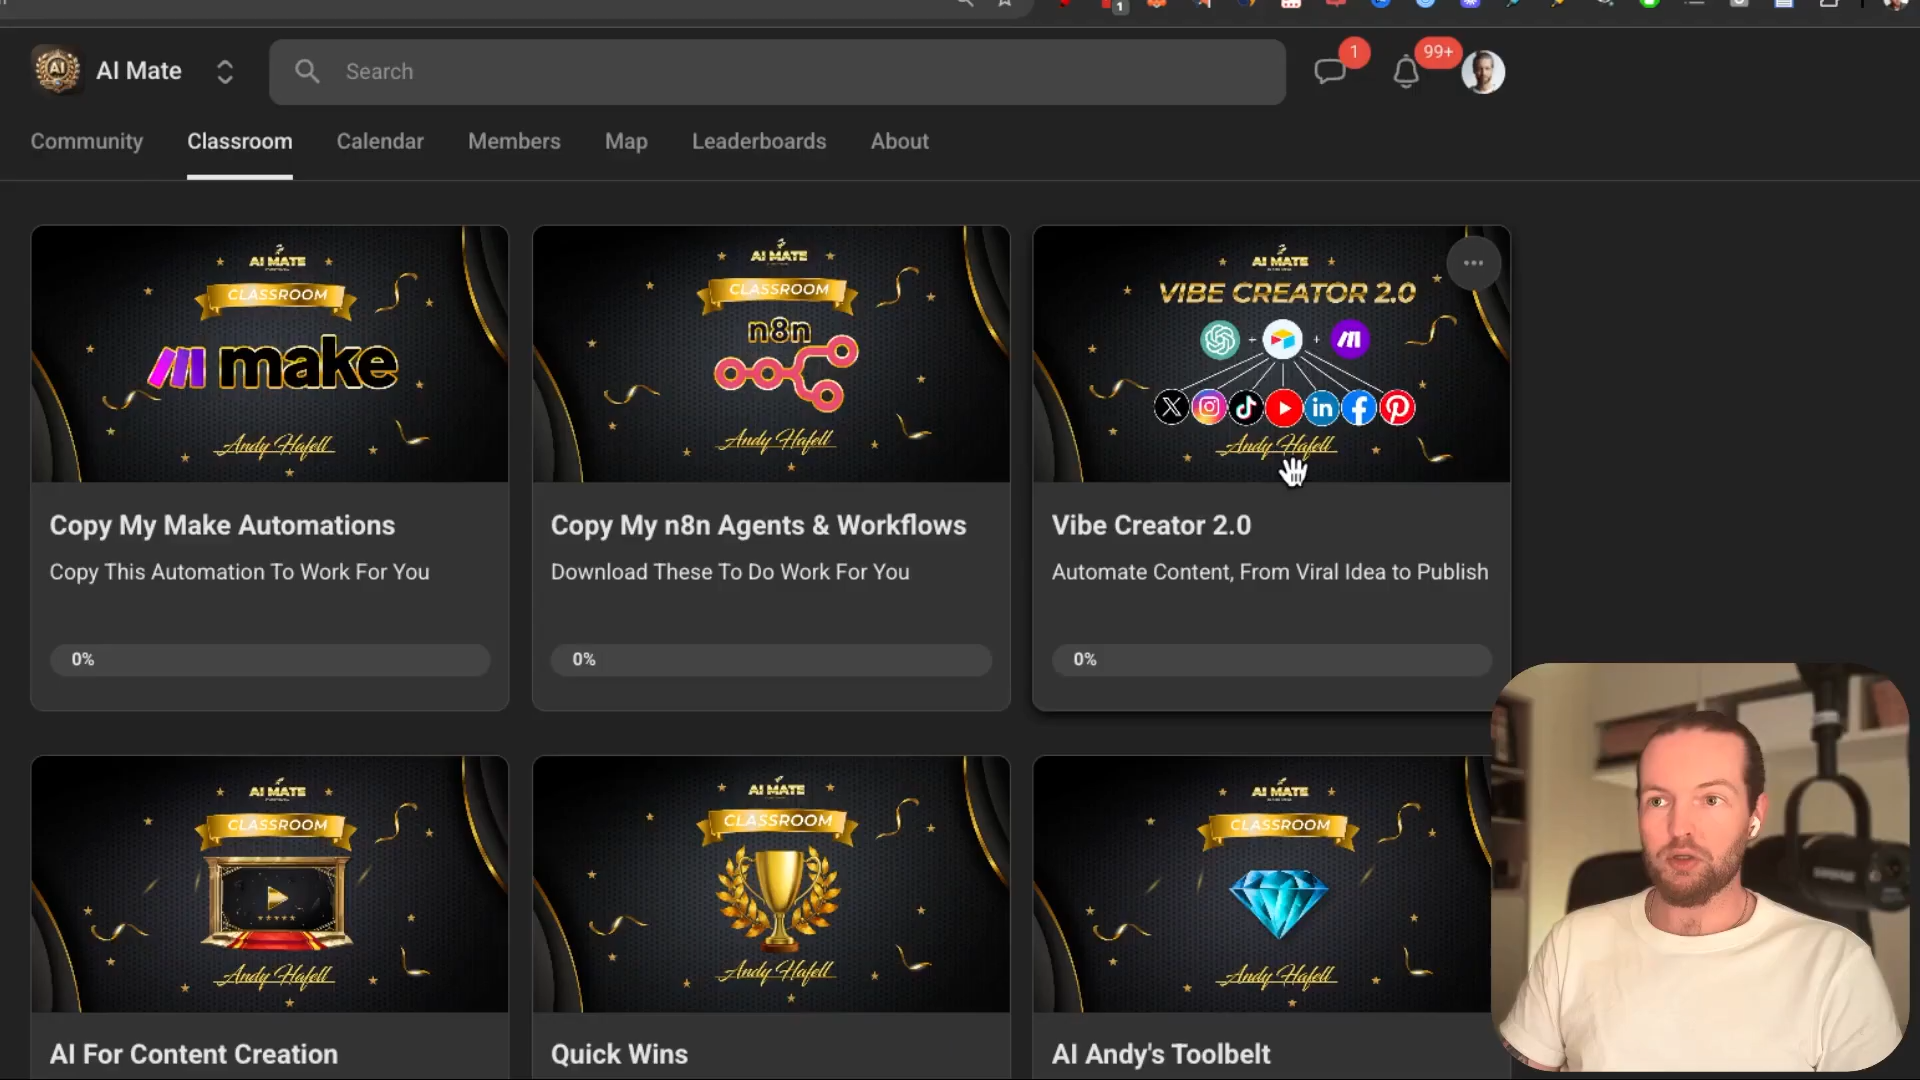 1
AI
AI Mate
Search
1
99+
Community
Classroom
Calendar
Members
Map
Leaderboards
About
AI MATE
CLASSROOM
make
Andy Hafell
AI MATE
CLASSROOM
n8n
Andy Hafell
AI MATE
VIBE CREATOR 2.0
+ +
in
Andy Hafell
Copy My Make Automations
Copy This Automation To Work For You
0%
Copy My n8n Agents & Workflows
Download These To Do Work For You
0%
Vibe Creator 2.0
Automate Content, From Viral Idea to Publish
0%
AI MATE
CLASSROOM
Andy Hafell
AI MATE
CLASSROOM
Andy Hafell
AI MATE
CLASSROOM
Andy Hafell
AI For Content Creation
Quick Wins
AI Andy's Toolbelt